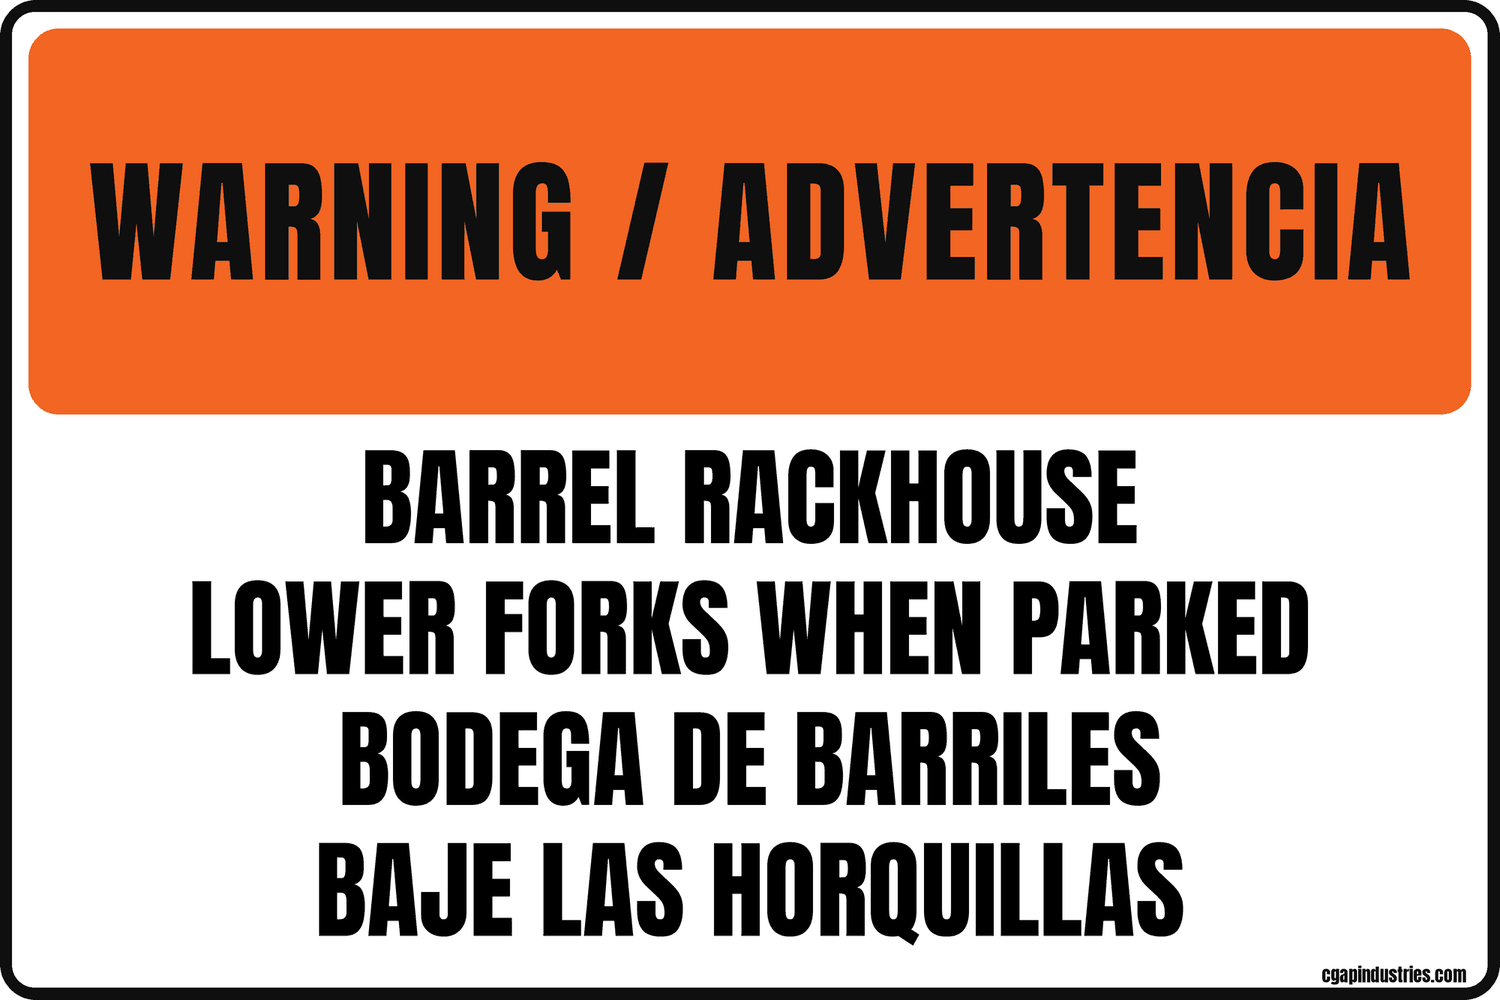 WARNING / ADVERTENCIA
BARREL RACKHOUSE
LOWER FORKS WHEN PARKED
BODEGA DE BARRILES
BAJE LAS HORQUILLAS
cgapindustries.com